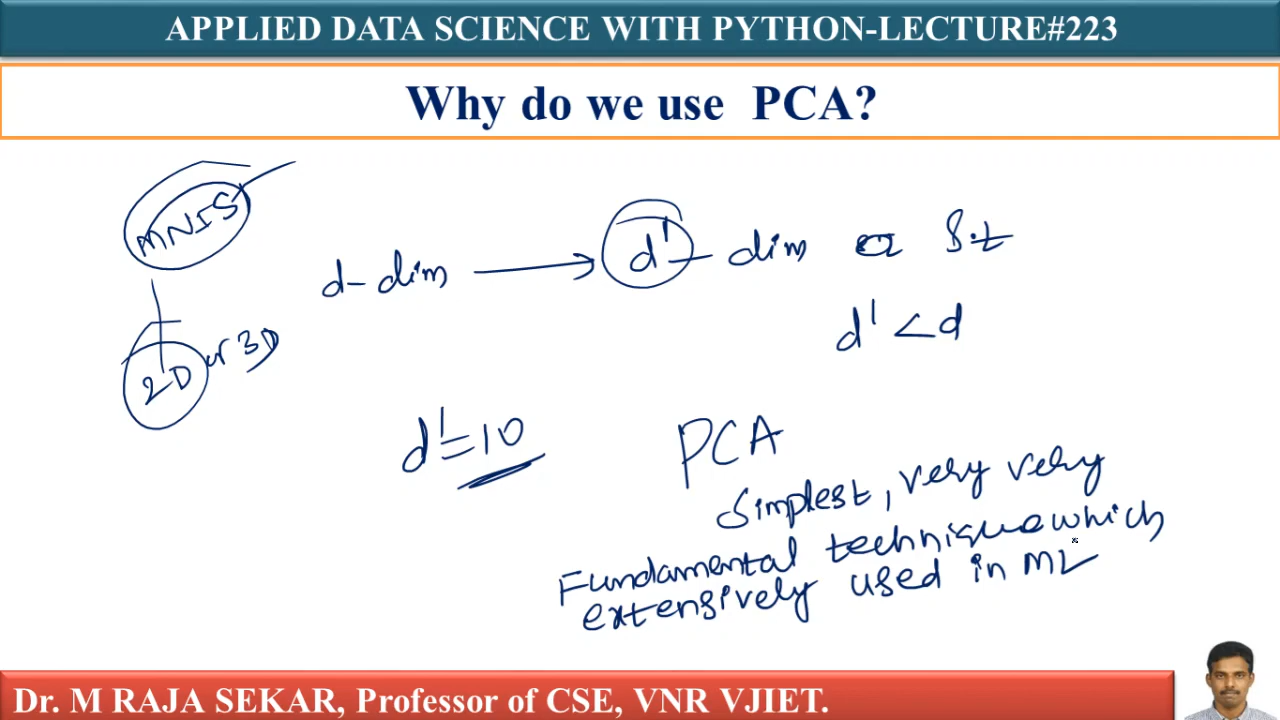 APPLIED DATA SCIENCE WITH PYTHON-LECTURE#223
Why do we use PCA?
MNIS
d-dim → d' - dim s.t
d' < d
2D or 3D
d' = 10
PCA
Simplest, very very
Fundamental technique which
extensively used in ML
Dr. M RAJA SEKAR, Professor of CSE, VNR VJIET.